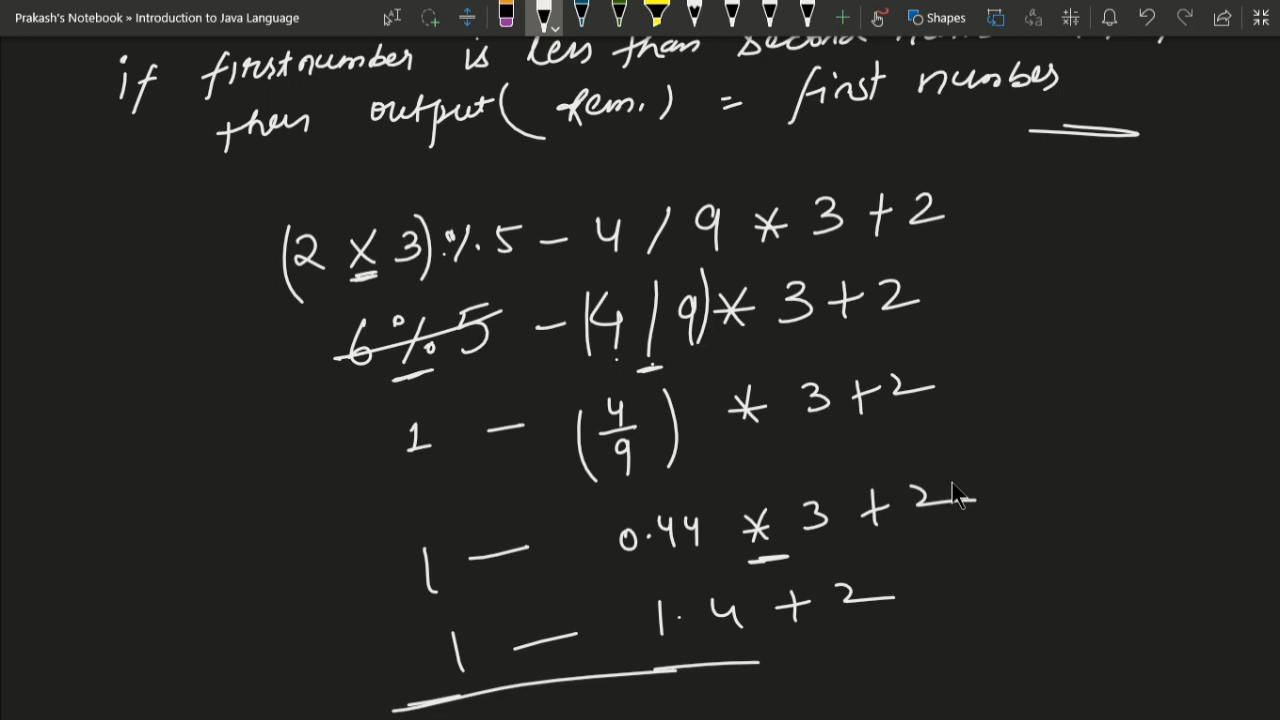 Prakash's Notebook » Introduction to Java Language
Shapes
if firstnumber is less than second
then output( Rem. ) = first number
(2 × 3) % 5 - 4 / 9 * 3 + 2
6 % 5 - (4 / 9) * 3 + 2
1 - (4/9) * 3 + 2
1 - 0.44 * 3 + 2
1 - 1.4 + 2